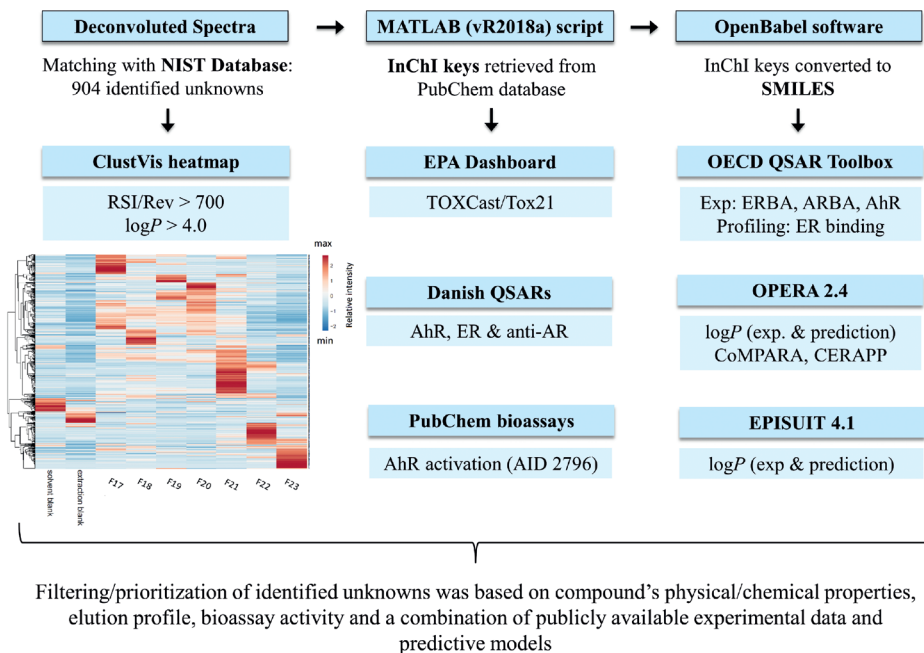 Deconvoluted Spectra
MATLAB (vR2018a) script
OpenBabel software
Matching with NIST Database:
904 identified unknowns
InChI keys retrieved from
PubChem database
InChI keys converted to
SMILES
ClustVis heatmap
RSI/Rev > 700
logP > 4.0
max
2
1
0
-1
-2
min
Relative intensity
solvent blank
extraction blank
F17
F18
F19
F20
F21
F22
F23
EPA Dashboard
TOXCast/Tox21
Danish QSARs
AhR, ER & anti-AR
PubChem bioassays
AhR activation (AID 2796)
OECD QSAR Toolbox
Exp: ERBA, ARBA, AhR
Profiling: ER binding
OPERA 2.4
logP (exp. & prediction)
CoMPARA, CERAPP
EPISUIT 4.1
logP (exp & prediction)
Filtering/prioritization of identified unknowns was based on compound's physical/chemical properties,
elution profile, bioassay activity and a combination of publicly available experimental data and
predictive models